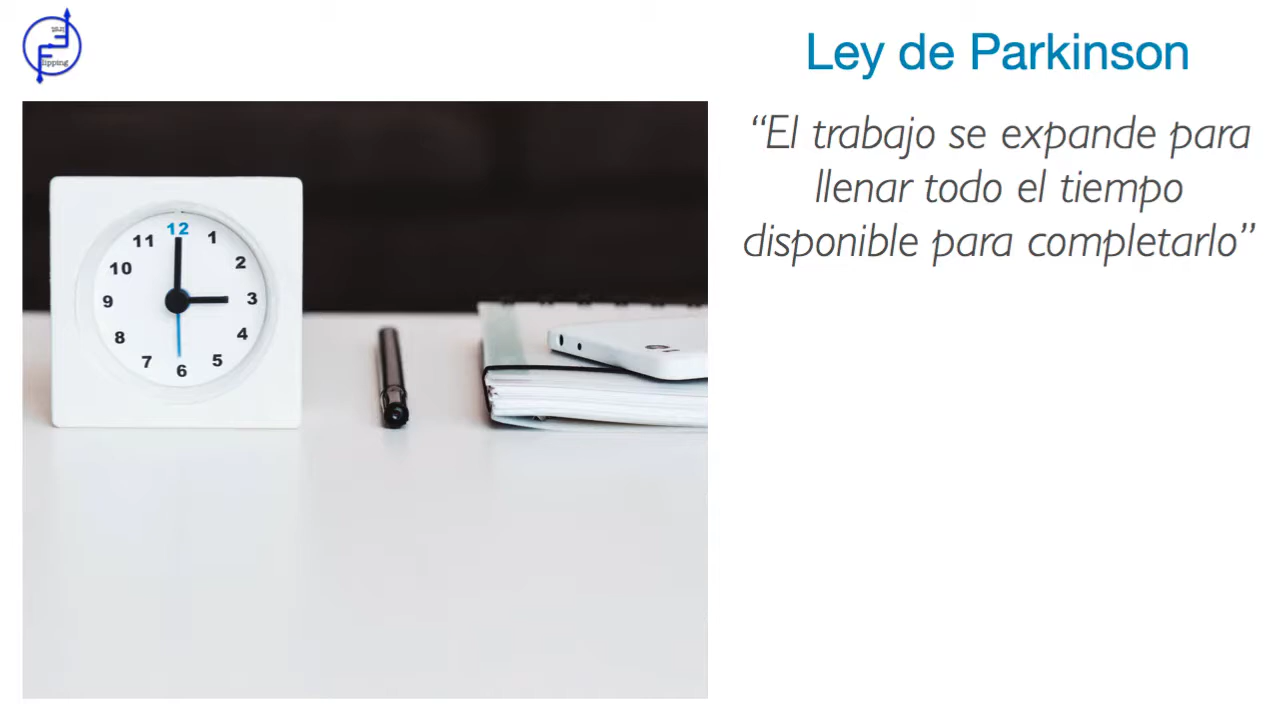 Ley de Parkinson
“El trabajo se expande para
llenar todo el tiempo
disponible para completarlo”
lipping
12
1
2
3
4
5
6
7
8
9
10
11